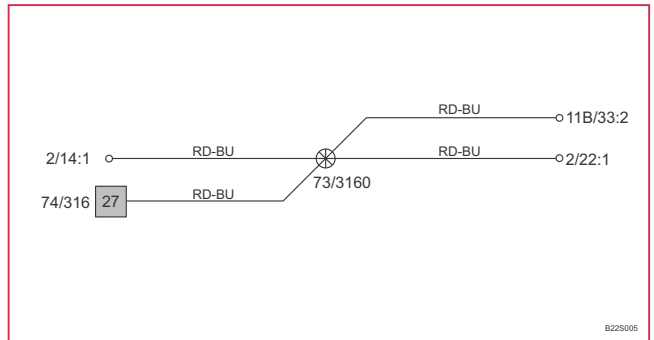 RD-BU
11B/33:2
2/14:1
RD-BU
RD-BU
2/22:1
73/3160
74/316
27
RD-BU
B22S005